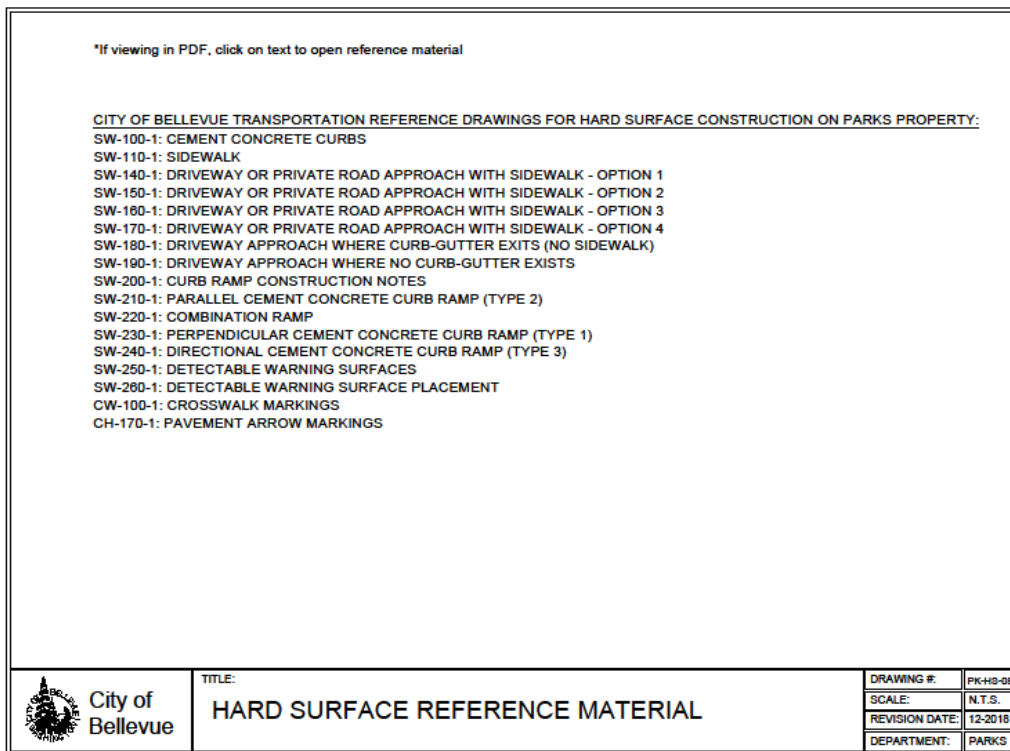 *If viewing in PDF, click on text to open reference material
CITY OF BELLEVUE TRANSPORTATION REFERENCE DRAWINGS FOR HARD SURFACE CONSTRUCTION ON PARKS PROPERTY:
SW-100-1: CEMENT CONCRETE CURBS
SW-110-1: SIDEWALK
SW-140-1: DRIVEWAY OR PRIVATE ROAD APPROACH WITH SIDEWALK - OPTION 1
SW-150-1: DRIVEWAY OR PRIVATE ROAD APPROACH WITH SIDEWALK - OPTION 2
SW-160-1: DRIVEWAY OR PRIVATE ROAD APPROACH WITH SIDEWALK - OPTION 3
SW-170-1: DRIVEWAY OR PRIVATE ROAD APPROACH WITH SIDEWALK - OPTION 4
SW-180-1: DRIVEWAY APPROACH WHERE CURB-GUTTER EXITS (NO SIDEWALK)
SW-190-1: DRIVEWAY APPROACH WHERE NO CURB-GUTTER EXISTS
SW-200-1: CURB RAMP CONSTRUCTION NOTES
SW-210-1: PARALLEL CEMENT CONCRETE CURB RAMP (TYPE 2)
SW-220-1: COMBINATION RAMP
SW-230-1: PERPENDICULAR CEMENT CONCRETE CURB RAMP (TYPE 1)
SW-240-1: DIRECTIONAL CEMENT CONCRETE CURB RAMP (TYPE 3)
SW-250-1: DETECTABLE WARNING SURFACES
SW-260-1: DETECTABLE WARNING SURFACE PLACEMENT
CW-100-1: CROSSWALK MARKINGS
CH-170-1: PAVEMENT ARROW MARKINGS
City of
Bellevue
TITLE:
HARD SURFACE REFERENCE MATERIAL
DRAWING #:
SCALE: N.T.S.
REVISION DATE: 12-2018
DEPARTMENT: PARKS